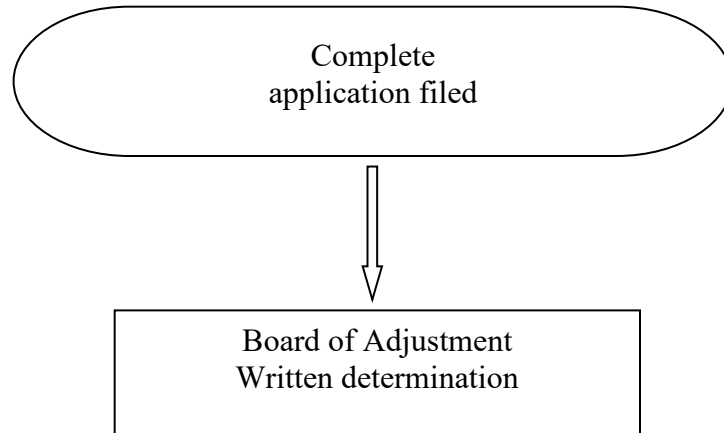 Complete
application filed
Board of Adjustment
Written determination